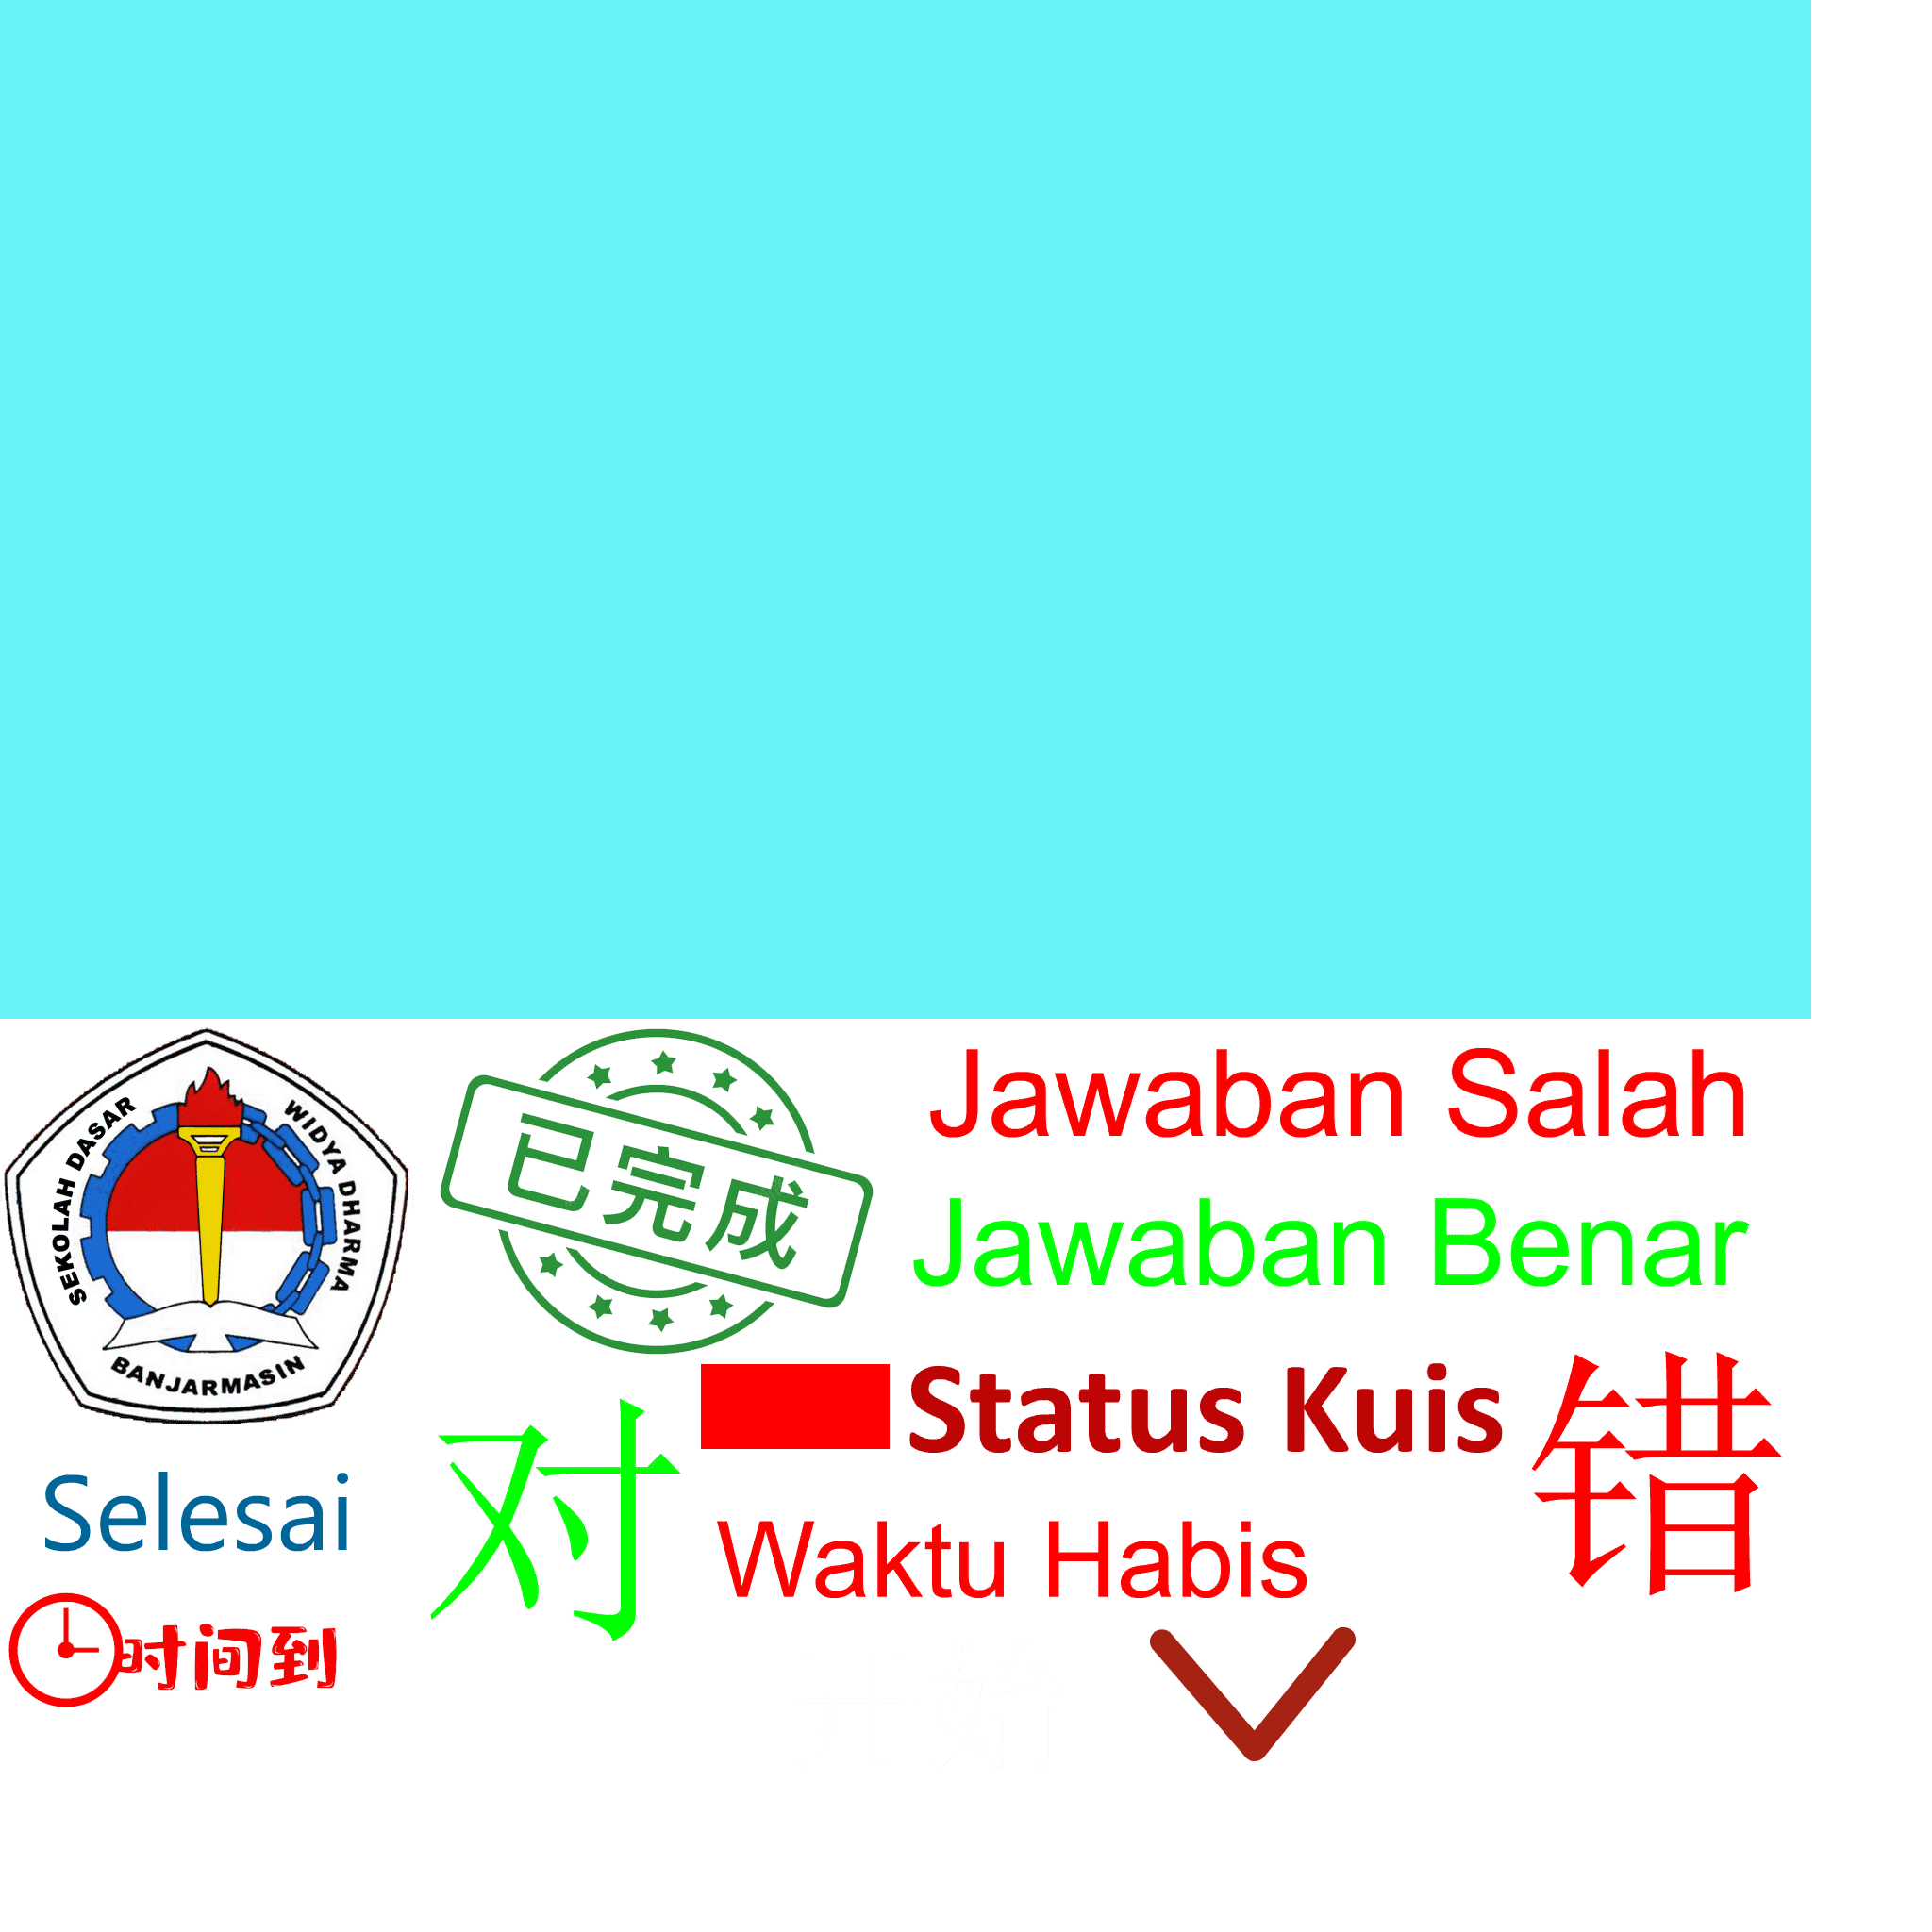 SEKOLAH DASAR WIDYA DHARMA
BANJARMASIN
已完成
Jawaban Salah
Jawaban Benar
Status Kuis
错
对
Selesai
Waktu Habis
时间到